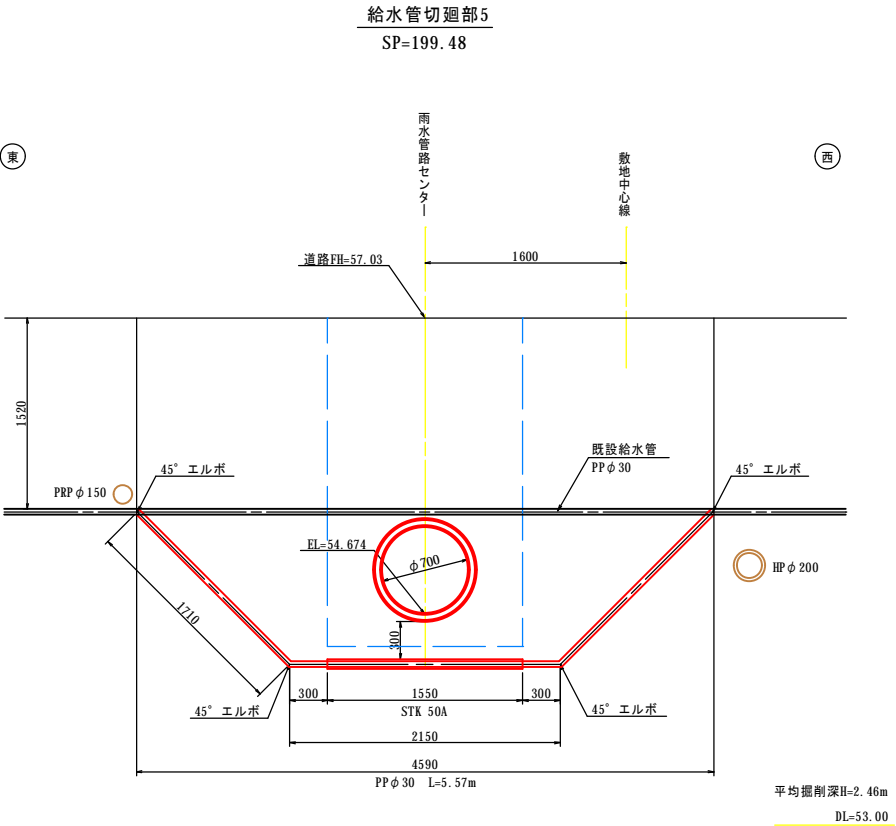 給水管切廻部5
SP=199.48
雨水管路センター
敷地中心線
東
西
道路FH=57.03
1600
1520
既設給水管
PPφ30
45° エルボ
45° エルボ
PRPφ150
EL=54.674
φ700
HPφ200
1710
300
300
1550
300
STK 50A
45° エルボ
45° エルボ
2150
4590
PPφ30 L=5.57m
平均掘削深H=2.46m
DL=53.00